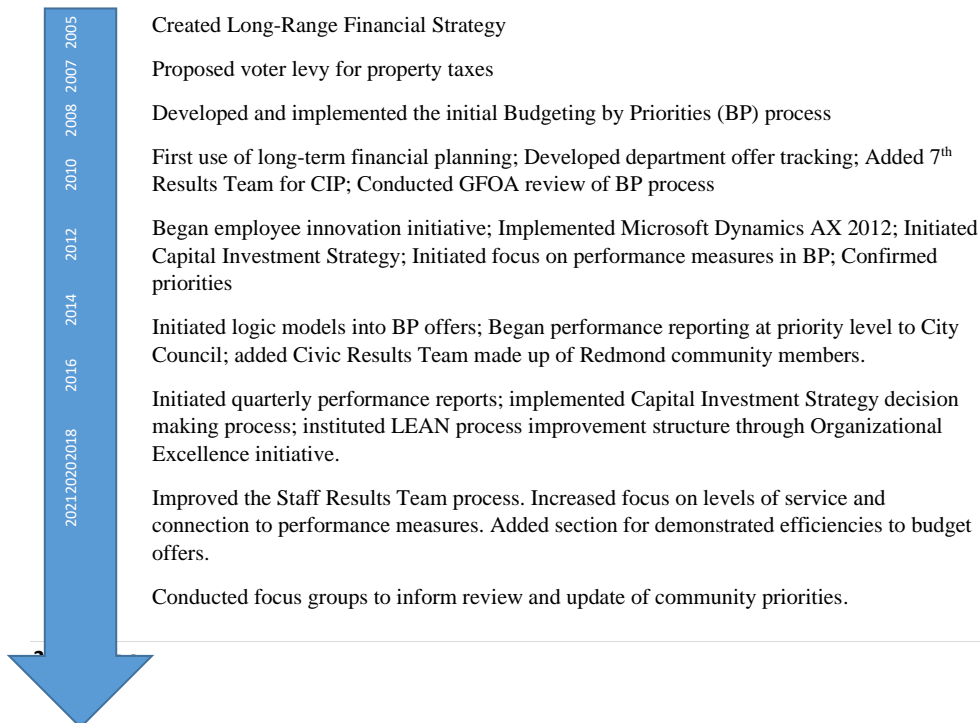 2005
Created Long-Range Financial Strategy
2007
Proposed voter levy for property taxes
2008
Developed and implemented the initial Budgeting by Priorities (BP) process
2010
First use of long-term financial planning; Developed department offer tracking; Added 7th
Results Team for CIP; Conducted GFOA review of BP process
2012
Began employee innovation initiative; Implemented Microsoft Dynamics AX 2012; Initiated
Capital Investment Strategy; Initiated focus on performance measures in BP; Confirmed
priorities
2014
Initiated logic models into BP offers; Began performance reporting at priority level to City
Council; added Civic Results Team made up of Redmond community members.
2016
Initiated quarterly performance reports; implemented Capital Investment Strategy decision
making process; instituted LEAN process improvement structure through Organizational
Excellence initiative.
202120202018
Improved the Staff Results Team process. Increased focus on levels of service and
connection to performance measures. Added section for demonstrated efficiencies to budget
offers.
Conducted focus groups to inform review and update of community priorities.